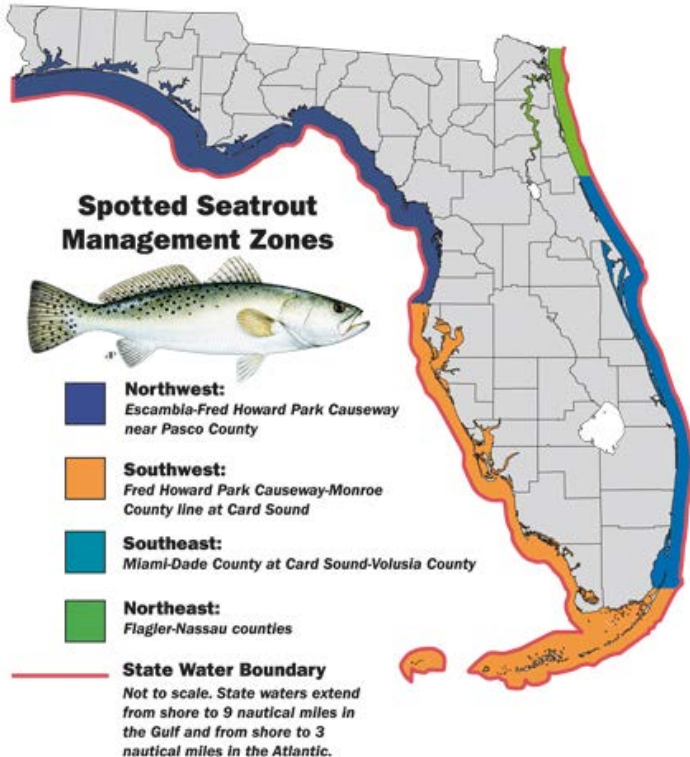 Spotted Seatrout
Management Zones
Northwest:
Escambia-Fred Howard Park Causeway
near Pasco County
Southwest:
Fred Howard Park Causeway-Monroe
County line at Card Sound
Southeast:
Miami-Dade County at Card Sound-Volusia County
Northeast:
Flagler-Nassau counties
State Water Boundary
Not to scale. State waters extend
from shore to 9 nautical miles in
the Gulf and from shore to 3
nautical miles in the Atlantic.